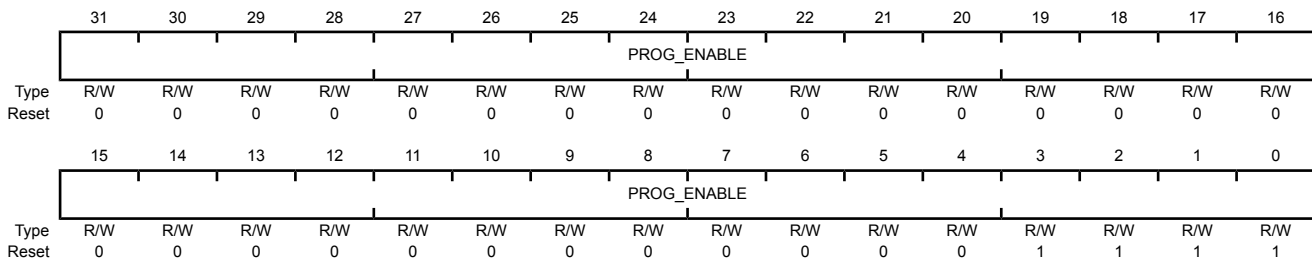 31 30 29 28 27 26 25 24 23 22 21 20 19 18 17 16
PROG_ENABLE
Type R/W R/W R/W R/W R/W R/W R/W R/W R/W R/W R/W R/W R/W R/W R/W R/W
Reset 0 0 0 0 0 0 0 0 0 0 0 0 0 0 0 0
15 14 13 12 11 10 9 8 7 6 5 4 3 2 1 0
PROG_ENABLE
Type R/W R/W R/W R/W R/W R/W R/W R/W R/W R/W R/W R/W R/W R/W R/W R/W
Reset 0 0 0 0 0 0 0 0 0 0 0 0 1 1 1 1